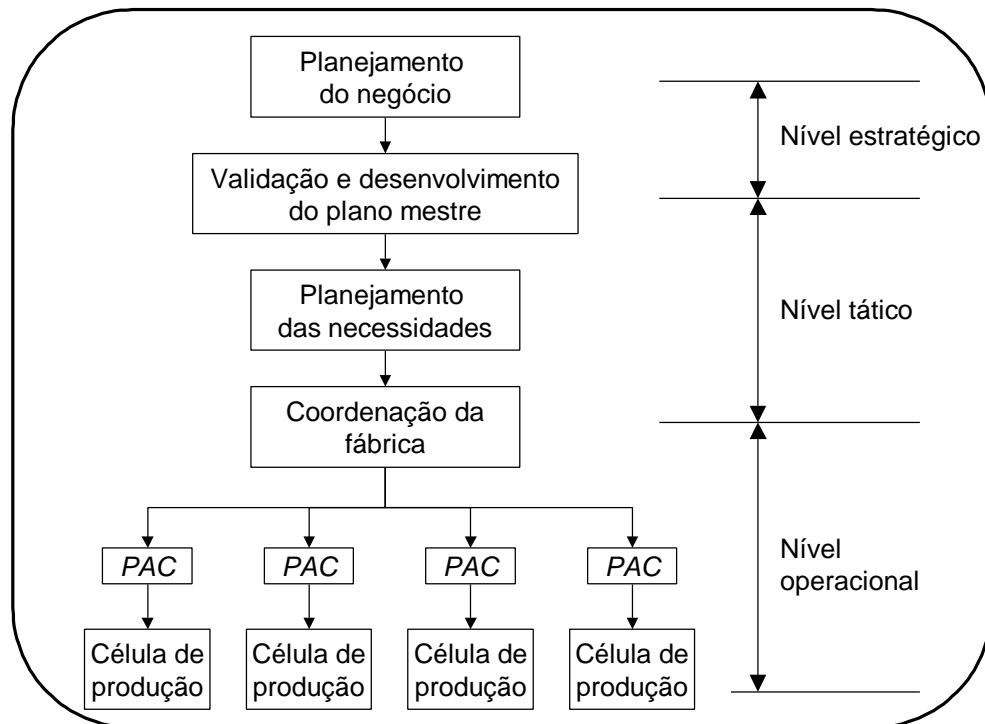 Planejamento
do negócio
Nível estratégico
Validação e desenvolvimento
do plano mestre
Planejamento
das necessidades
Nível tático
Coordenação da
fábrica
PAC
PAC
PAC
PAC
Nível
operacional
Célula de
produção
Célula de
produção
Célula de
produção
Célula de
produção